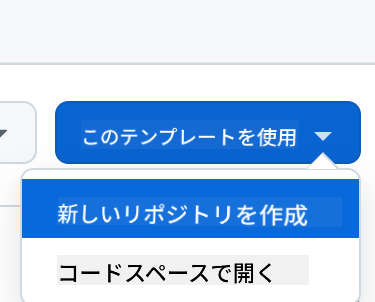 このテンプレートを使用
新しいリポジトリを作成
コードスペースで開く